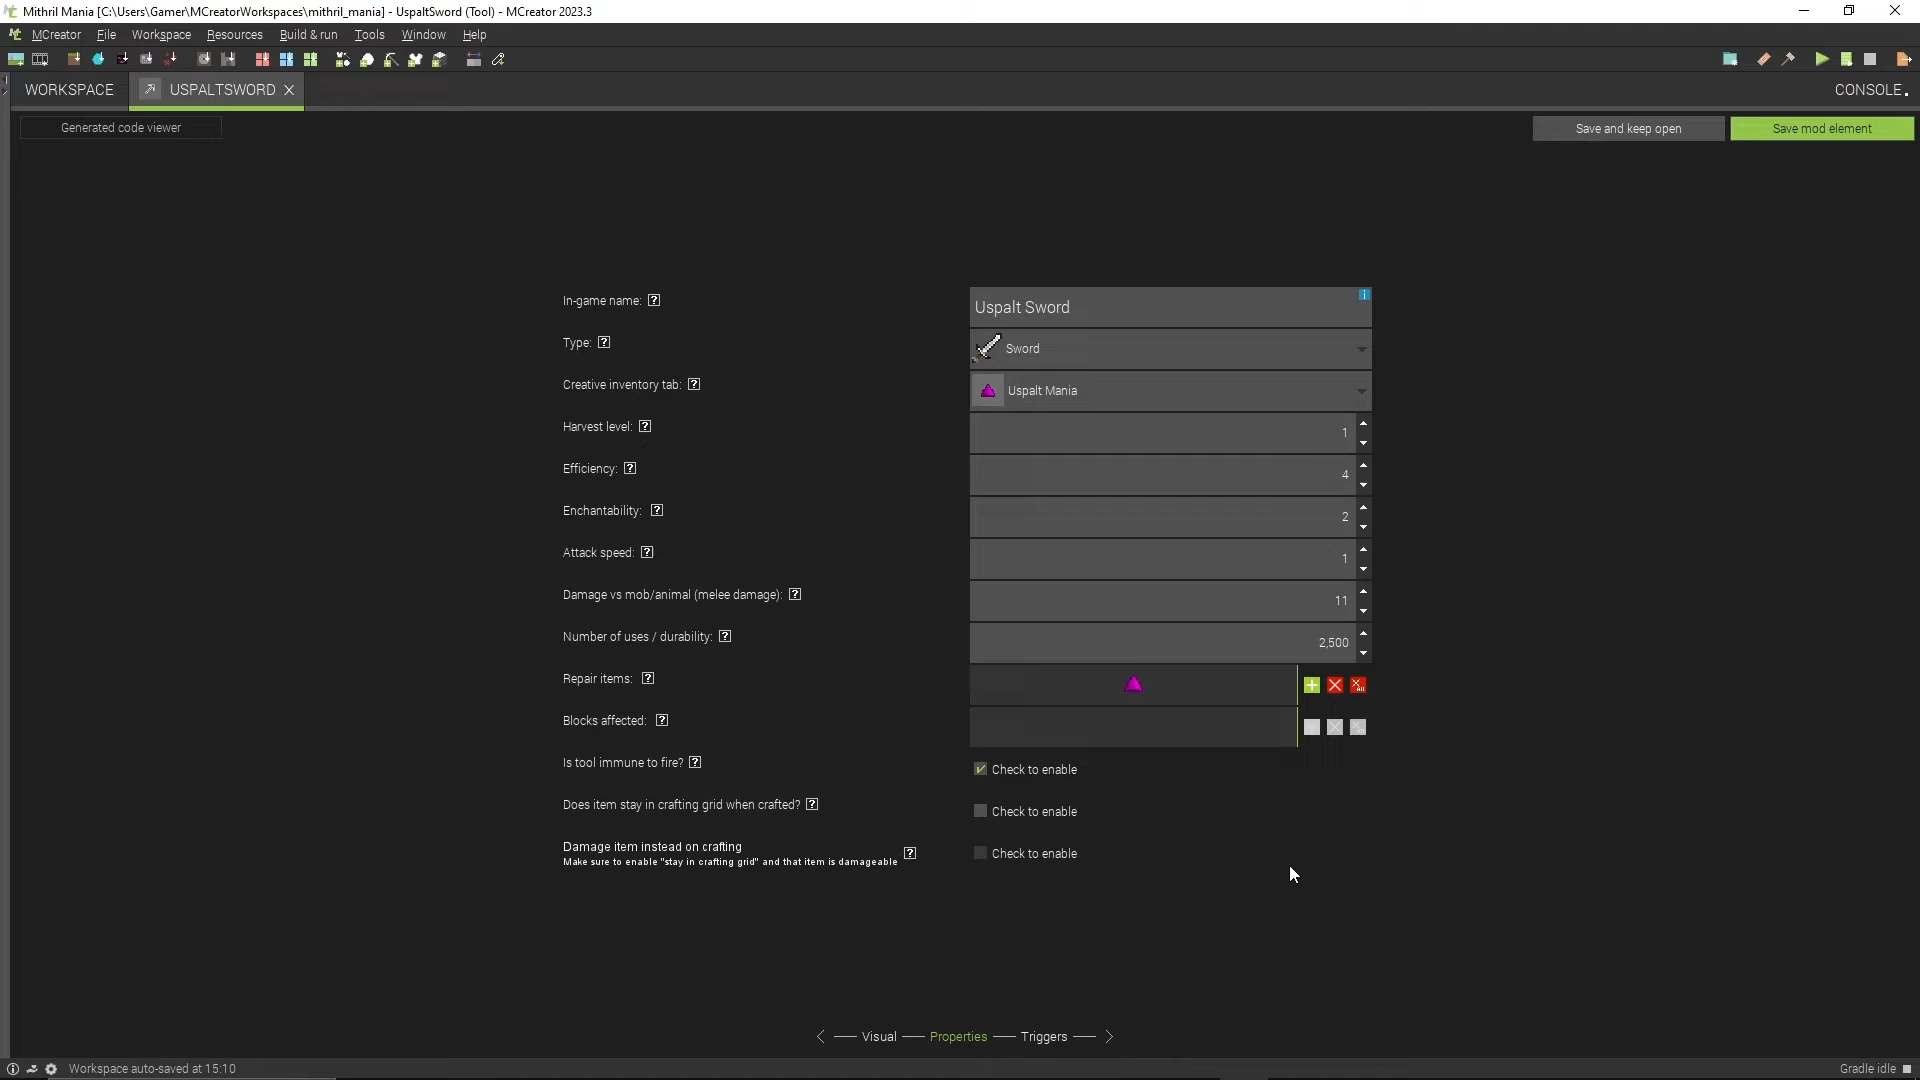 Mithril Mania [C:\Users\Gamer\MCreatorWorkspaces\mithril_mania] - UspaltSword (Tool) - MCreator 2023.3
MCreator File Workspace Resources Build & run Tools Window Help
WORKSPACE USPALTSWORD CONSOLE
Generated code viewer Save and keep open Save mod element
In-game name: ? Uspalt Sword i
Type: ? Sword
Creative inventory tab: ? Uspalt Mania
Harvest level: ? 1
Efficiency: ? 4
Enchantability: ? 2
Attack speed: ? 1
Damage vs mob/animal (melee damage): ? 11
Number of uses / durability: ? 2,500
Repair items: ?
Blocks affected: ?
Is tool immune to fire? ? Check to enable
Does item stay in crafting grid when crafted? ? Check to enable
Damage item instead on crafting
Make sure to enable "stay in crafting grid" and that item is damageable ? Check to enable
Visual Properties Triggers
Workspace auto-saved at 15:10 Gradle idle